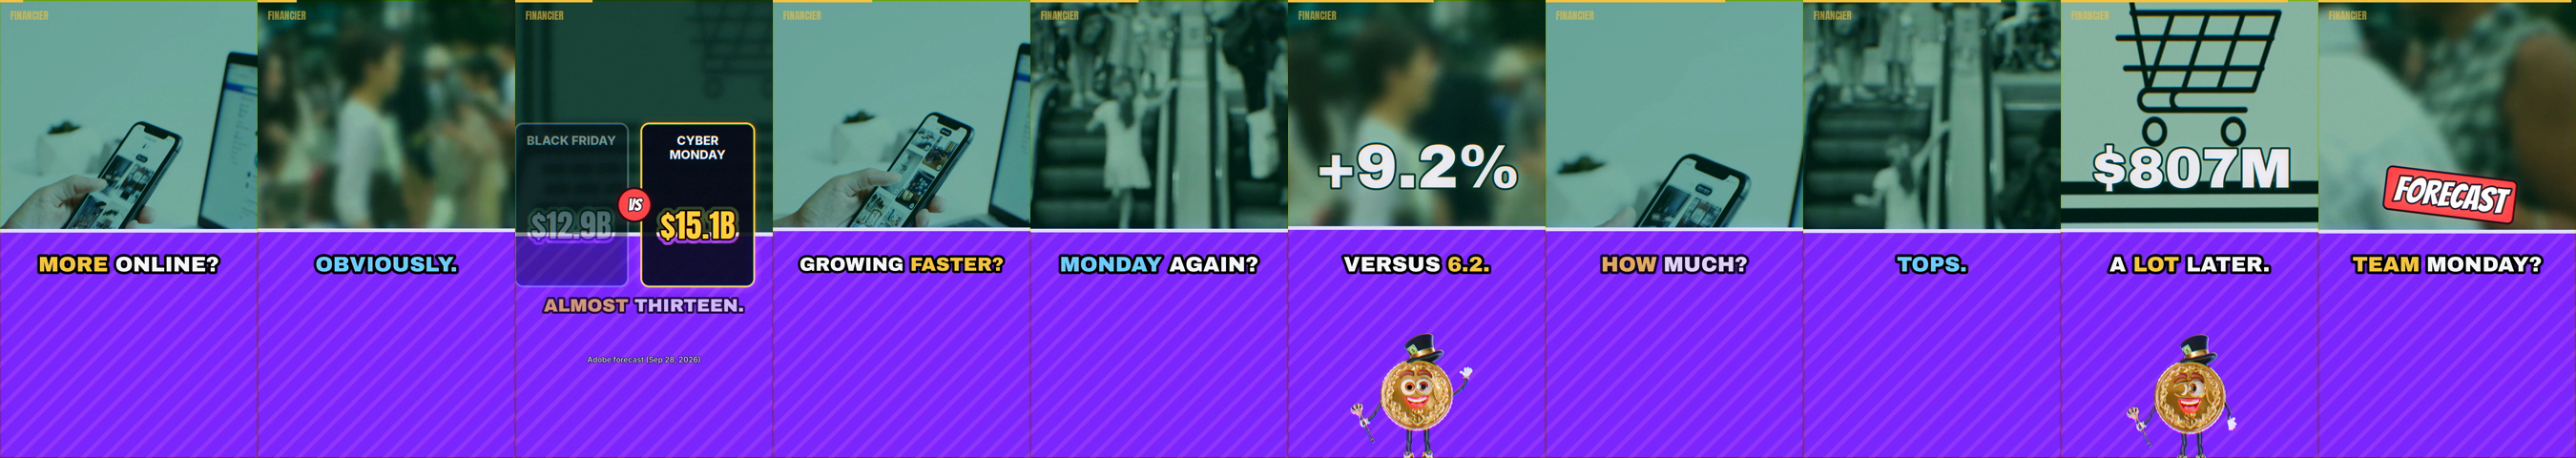 FINANCIER
MORE ONLINE?
FINANCIER
OBVIOUSLY.
FINANCIER
BLACK FRIDAY
$12.9B
VS
CYBER
MONDAY
$15.1B
ALMOST THIRTEEN.
Adobe forecast (Sep 28, 2026)
FINANCIER
GROWING FASTER?
FINANCIER
MONDAY AGAIN?
FINANCIER
+9.2%
VERSUS 6.2.
FINANCIER
HOW MUCH?
FINANCIER
TOPS.
FINANCIER
$807M
A LOT LATER.
FINANCIER
FORECAST
TEAM MONDAY?